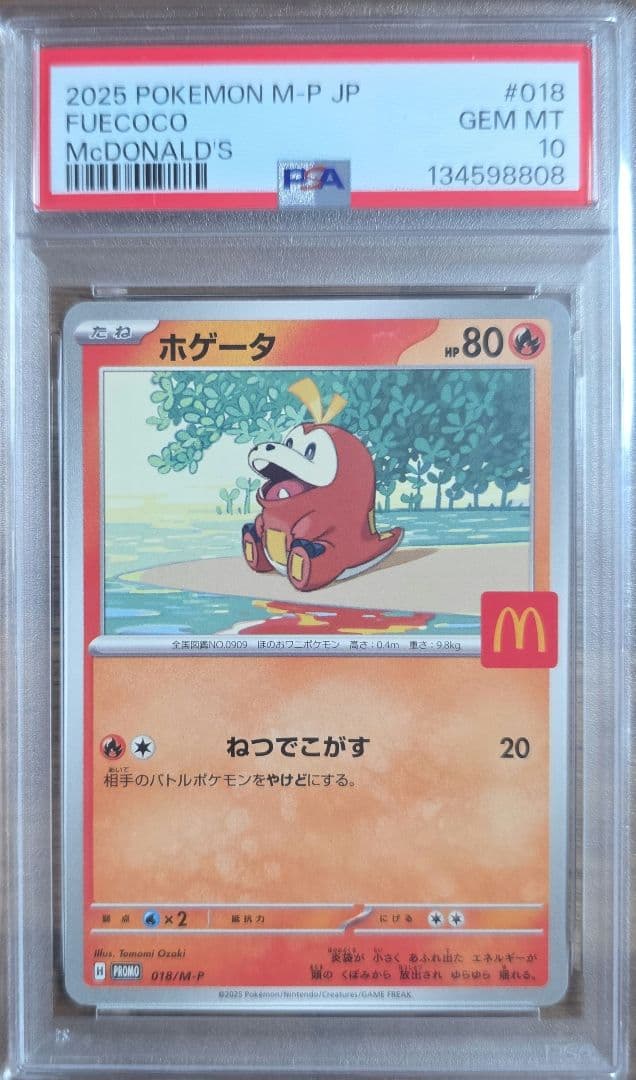 2025 POKEMON M-P JP #018
FUECOCO GEM MT
McDONALD'S 10
PSA 134598808
たね ホゲータ HP 80
全国図鑑NO.0909 ほのおワニポケモン 高さ:0.4m 重さ:9.8kg
ねつでこがす 20
相手のバトルポケモンをやけどにする。
弱点 ×2 抵抗力 にげる
Illus. Tomomi Ozaki
炎袋が 小さく あふれ出た エネルギーが
頭の くぼみから 放出され ゆらゆら 揺れる。
H PROMO 018/M-P
©2025 Pokémon/Nintendo/Creatures/GAME FREAK